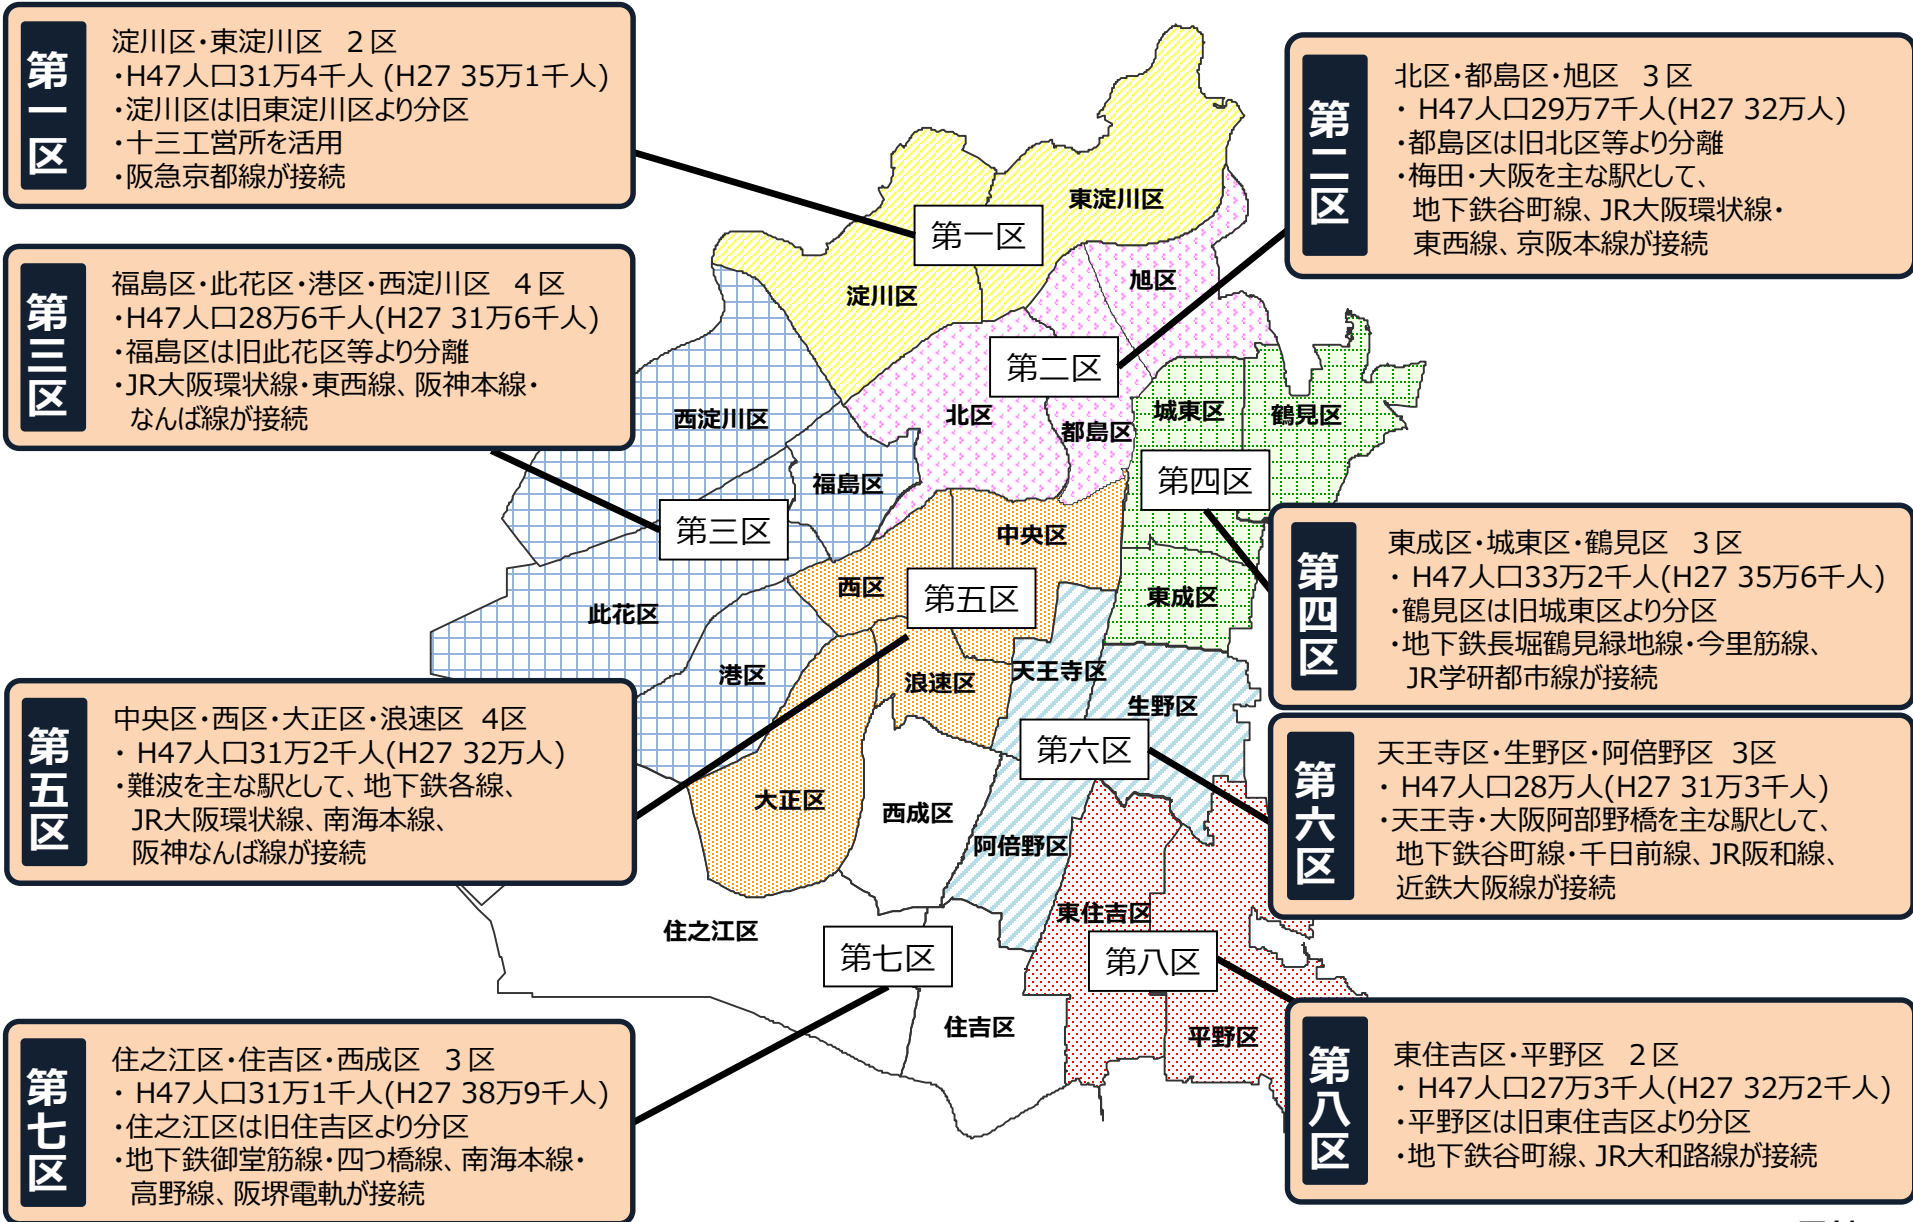 第一区
淀川区・東淀川区　２区
・H47人口31万4千人 (H27 35万1千人)
・淀川区は旧東淀川区より分区
・十三工営所を活用
・阪急京都線が接続
第二区
北区・都島区・旭区　３区
・ H47人口29万7千人(H27 32万人)
・都島区は旧北区等より分離
・梅田・大阪を主な駅として、
地下鉄谷町線、JR大阪環状線・
東西線、京阪本線が接続
第三区
福島区・此花区・港区・西淀川区　４区
・H47人口28万6千人(H27 31万6千人)
・福島区は旧此花区等より分離
・JR大阪環状線・東西線、阪神本線・
なんば線が接続
第四区
東成区・城東区・鶴見区　３区
・ H47人口33万2千人(H27 35万6千人)
・鶴見区は旧城東区より分区
・地下鉄長堀鶴見緑地線・今里筋線、
JR学研都市線が接続
第五区
中央区・西区・大正区・浪速区　4区
・ H47人口31万2千人(H27 32万人)
・難波を主な駅として、地下鉄各線、
JR大阪環状線、南海本線、
阪神なんば線が接続
第六区
天王寺区・生野区・阿倍野区　3区
・ H47人口28万人(H27 31万3千人)
・天王寺・大阪阿部野橋を主な駅として、
地下鉄谷町線・千日前線、JR阪和線、
近鉄大阪線が接続
第七区
住之江区・住吉区・西成区　３区
・ H47人口31万1千人(H27 38万9千人)
・住之江区は旧住吉区より分区
・地下鉄御堂筋線・四つ橋線、南海本線・
高野線、阪堺電軌が接続
第八区
東住吉区・平野区　２区
・ H47人口27万3千人(H27 32万2千人)
・平野区は旧東住吉区より分区
・地下鉄谷町線、JR大和路線が接続
東淀川区
第一区
淀川区
旭区
第二区
北区
都島区
城東区
鶴見区
西淀川区
福島区
第四区
第三区
中央区
西区
第五区
東成区
此花区
港区
浪速区
天王寺区
生野区
第六区
大正区
西成区
阿倍野区
東住吉区
住之江区
第七区
第八区
住吉区
平野区